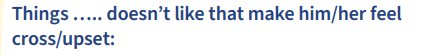 Things ….. doesn’t like that make him/her feel
cross/upset: